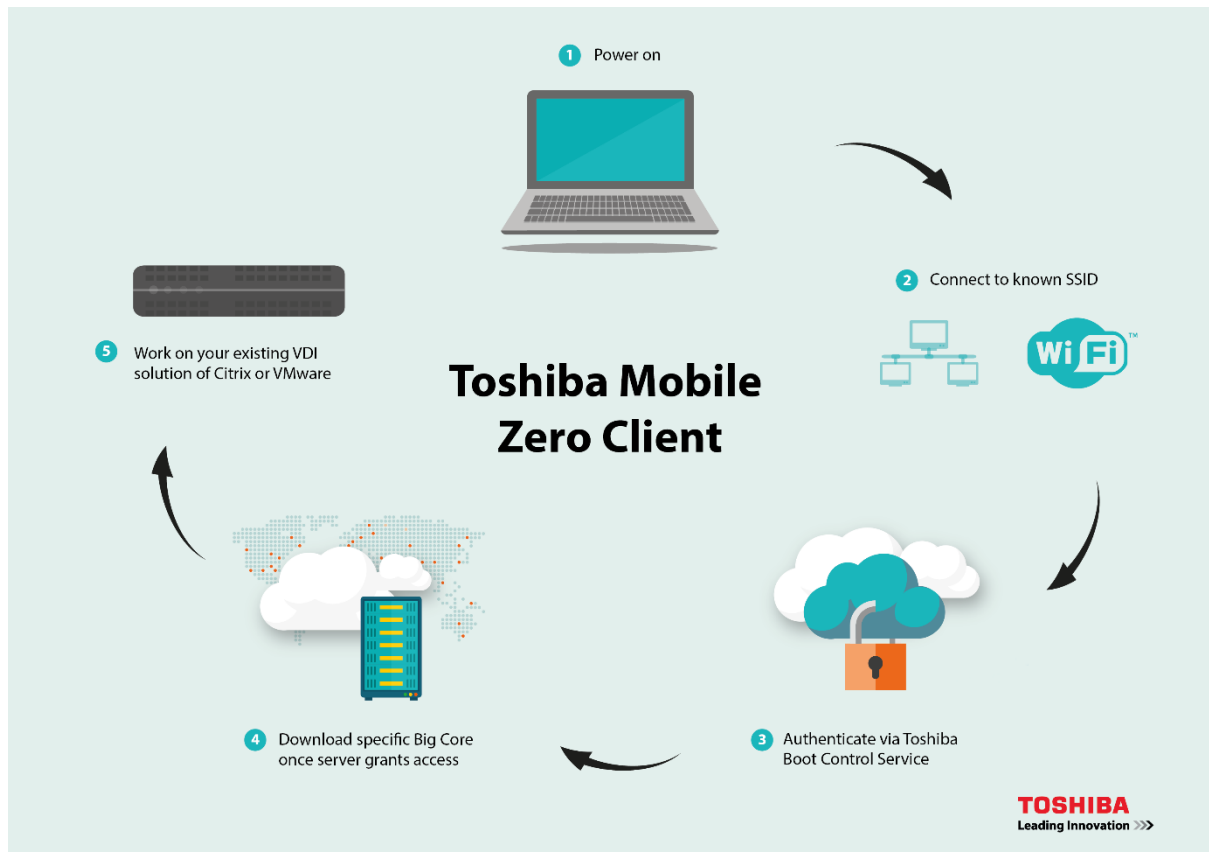 1 Power on
2 Connect to known SSID
Wi Fi ™
3 Authenticate via Toshiba
Boot Control Service
4 Download specific Big Core
once server grants access
5 Work on your existing VDI
solution of Citrix or VMware
Toshiba Mobile
Zero Client
TOSHIBA
Leading Innovation >>>